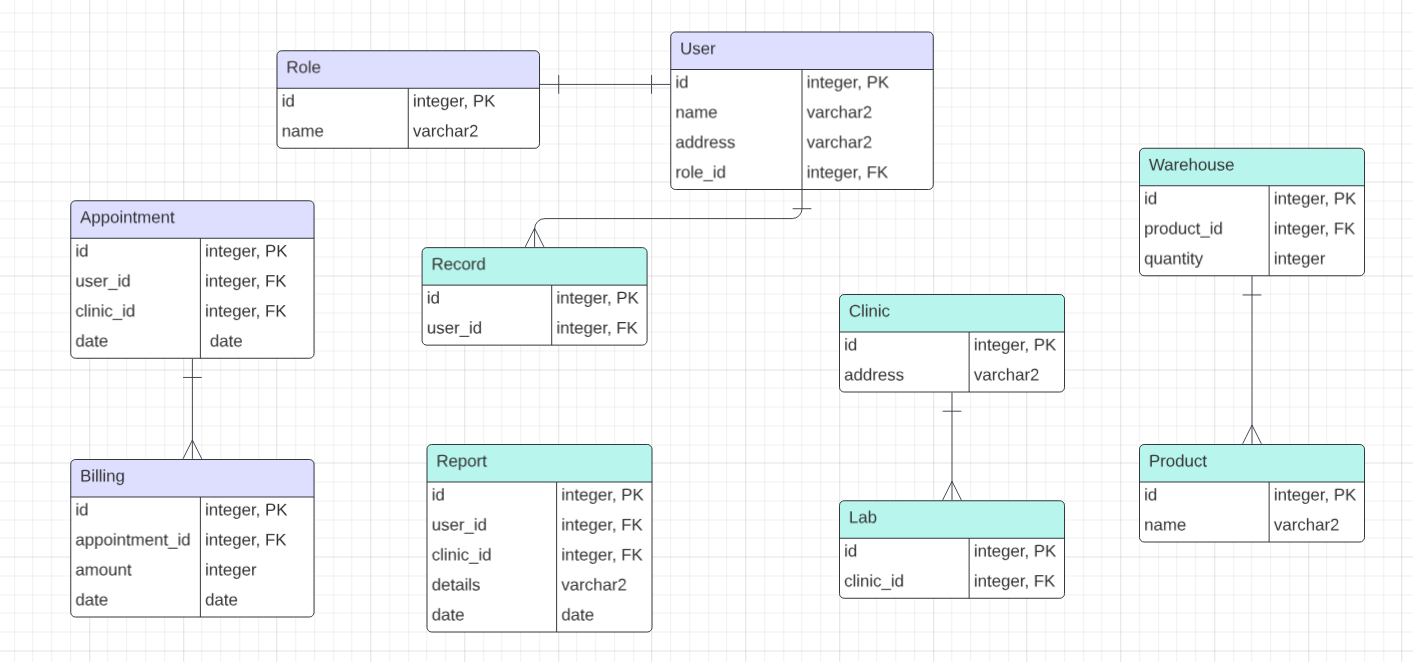 Role
id integer, PK
name varchar2
User
id integer, PK
name varchar2
address varchar2
role_id integer, FK
Appointment
id integer, PK
user_id integer, FK
clinic_id integer, FK
date date
Record
id integer, PK
user_id integer, FK
Clinic
id integer, PK
address varchar2
Warehouse
id integer, PK
product_id integer, FK
quantity integer
Billing
id integer, PK
appointment_id integer, FK
amount integer
date date
Report
id integer, PK
user_id integer, FK
clinic_id integer, FK
details varchar2
date date
Lab
id integer, PK
clinic_id integer, FK
Product
id integer, PK
name varchar2